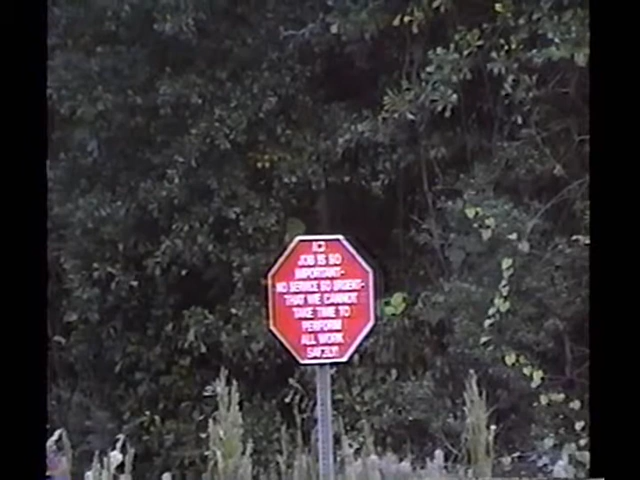 NO
JOB IS SO
IMPORTANT-
NO SERVICE SO URGENT-
THAT WE CANNOT
TAKE TIME TO
PERFORM
ALL WORK
SAFELY!